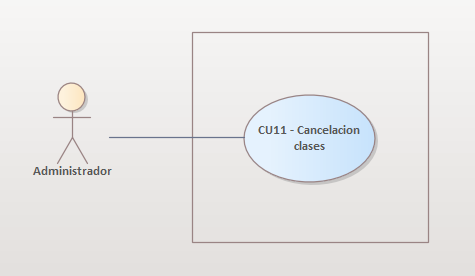 CU11 - Cancelacion
clases
Administrador